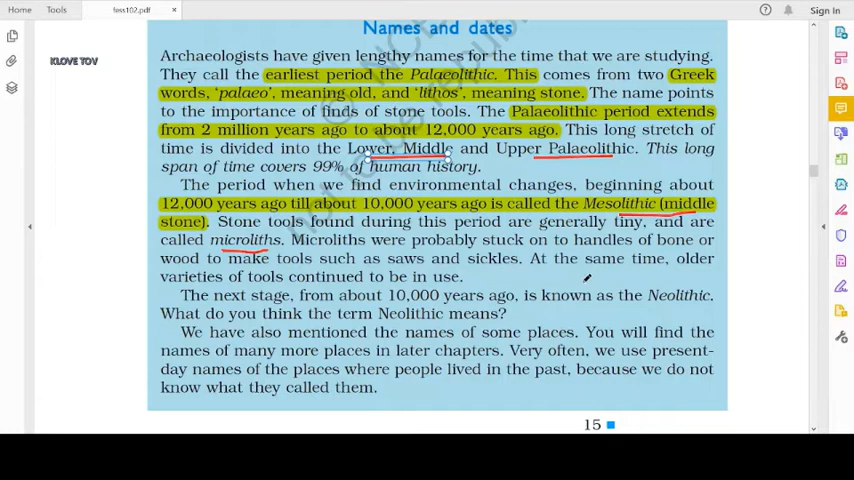 Home
Tools
fess102.pdf
×
Sign In
KLOVE TOV
Names and dates
Archaeologists have given lengthy names for the time that we are studying.
They call the earliest period the Palaeolithic. This comes from two Greek
words, ‘palaeo’, meaning old, and ‘lithos’, meaning stone. The name points
to the importance of finds of stone tools. The Palaeolithic period extends
from 2 million years ago to about 12,000 years ago. This long stretch of
time is divided into the Lower, Middle and Upper Palaeolithic. This long
span of time covers 99% of human history.
The period when we find environmental changes, beginning about
12,000 years ago till about 10,000 years ago is called the Mesolithic (middle
stone). Stone tools found during this period are generally tiny, and are
called microliths. Microliths were probably stuck on to handles of bone or
wood to make tools such as saws and sickles. At the same time, older
varieties of tools continued to be in use.
The next stage, from about 10,000 years ago, is known as the Neolithic.
What do you think the term Neolithic means?
We have also mentioned the names of some places. You will find the
names of many more places in later chapters. Very often, we use present-
day names of the places where people lived in the past, because we do not
know what they called them.
15